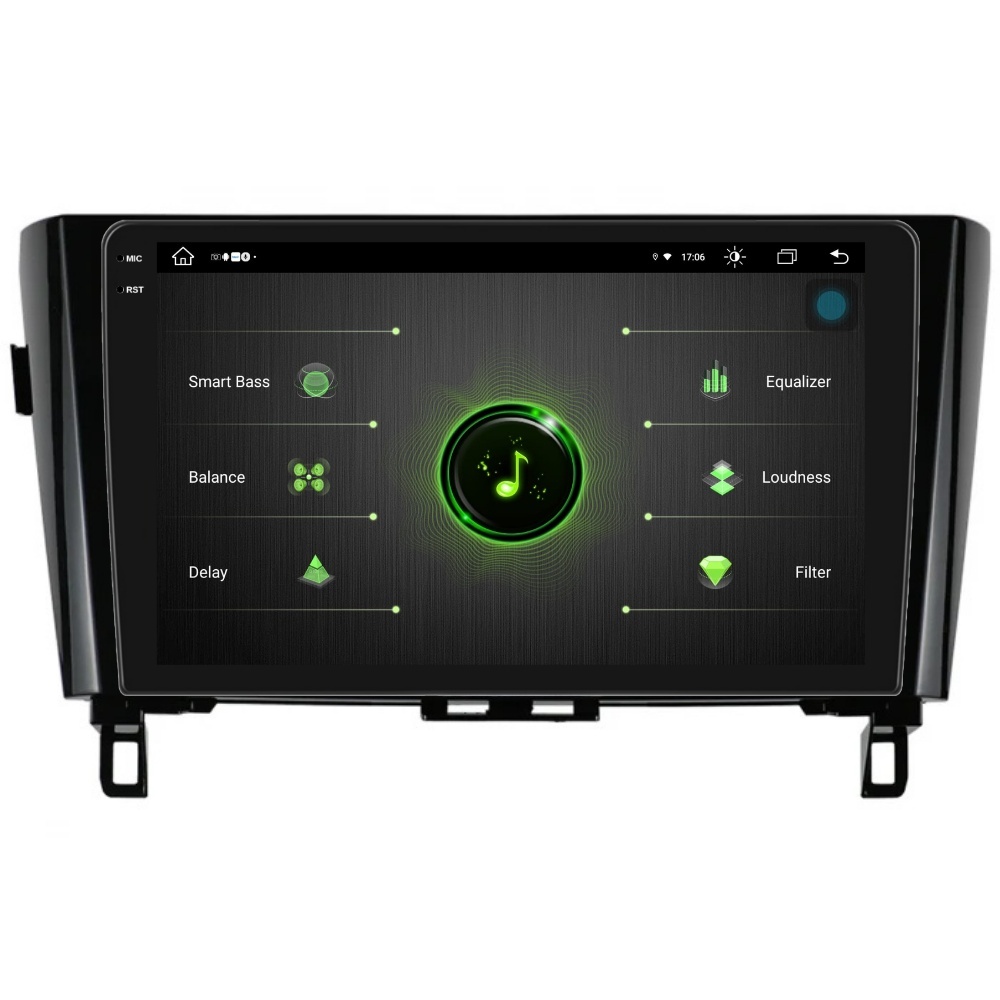 MIC
17:06
RST
Smart Bass
Equalizer
Balance
Loudness
Delay
Filter